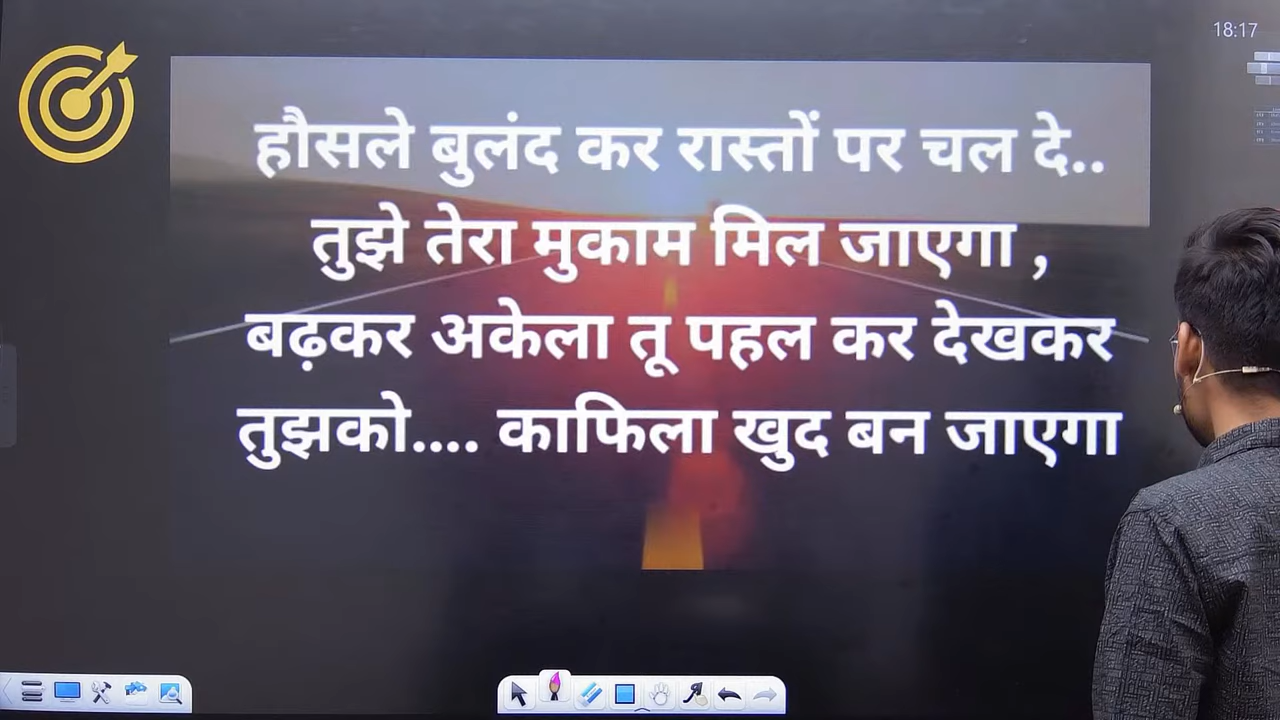 18:17
हौसले बुलंद कर रास्तों पर चल दे..
तुझे तेरा मुकाम मिल जाएगा ,
बढ़कर अकेला तू पहल कर देखकर
तुझको.... काफिला खुद बन जाएगा